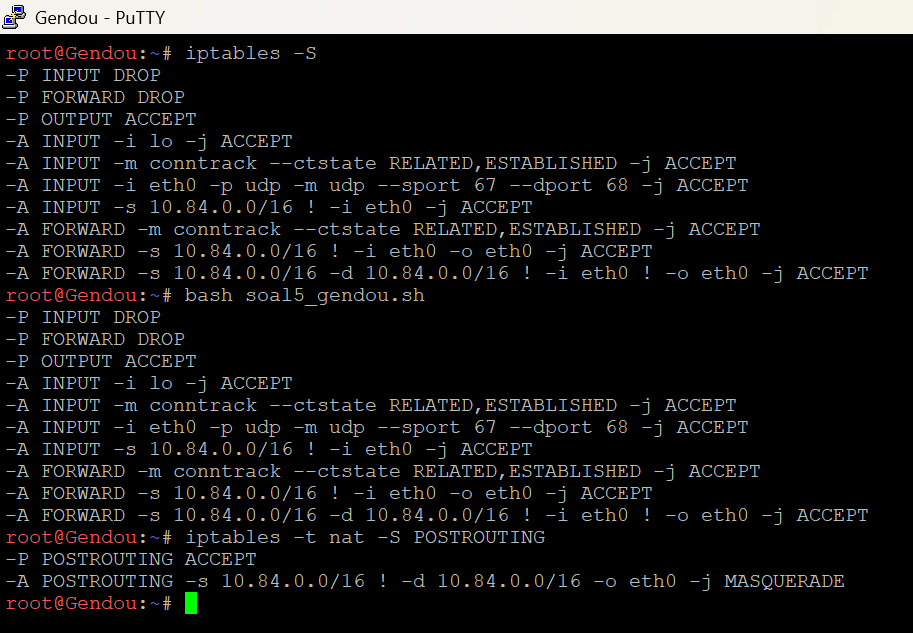 Gendou - PuTTY
root@Gendou:~# iptables -S
-P INPUT DROP
-P FORWARD DROP
-P OUTPUT ACCEPT
-A INPUT -i lo -j ACCEPT
-A INPUT -m conntrack --ctstate RELATED,ESTABLISHED -j ACCEPT
-A INPUT -i eth0 -p udp -m udp --sport 67 --dport 68 -j ACCEPT
-A INPUT -s 10.84.0.0/16 ! -i eth0 -j ACCEPT
-A FORWARD -m conntrack --ctstate RELATED,ESTABLISHED -j ACCEPT
-A FORWARD -s 10.84.0.0/16 ! -i eth0 -o eth0 -j ACCEPT
-A FORWARD -s 10.84.0.0/16 -d 10.84.0.0/16 ! -i eth0 ! -o eth0 -j ACCEPT
root@Gendou:~# bash soal5_gendou.sh
-P INPUT DROP
-P FORWARD DROP
-P OUTPUT ACCEPT
-A INPUT -i lo -j ACCEPT
-A INPUT -m conntrack --ctstate RELATED,ESTABLISHED -j ACCEPT
-A INPUT -i eth0 -p udp -m udp --sport 67 --dport 68 -j ACCEPT
-A INPUT -s 10.84.0.0/16 ! -i eth0 -j ACCEPT
-A FORWARD -m conntrack --ctstate RELATED,ESTABLISHED -j ACCEPT
-A FORWARD -s 10.84.0.0/16 ! -i eth0 -o eth0 -j ACCEPT
-A FORWARD -s 10.84.0.0/16 -d 10.84.0.0/16 ! -i eth0 ! -o eth0 -j ACCEPT
root@Gendou:~# iptables -t nat -S POSTROUTING
-P POSTROUTING ACCEPT
-A POSTROUTING -s 10.84.0.0/16 ! -d 10.84.0.0/16 -o eth0 -j MASQUERADE
root@Gendou:~#